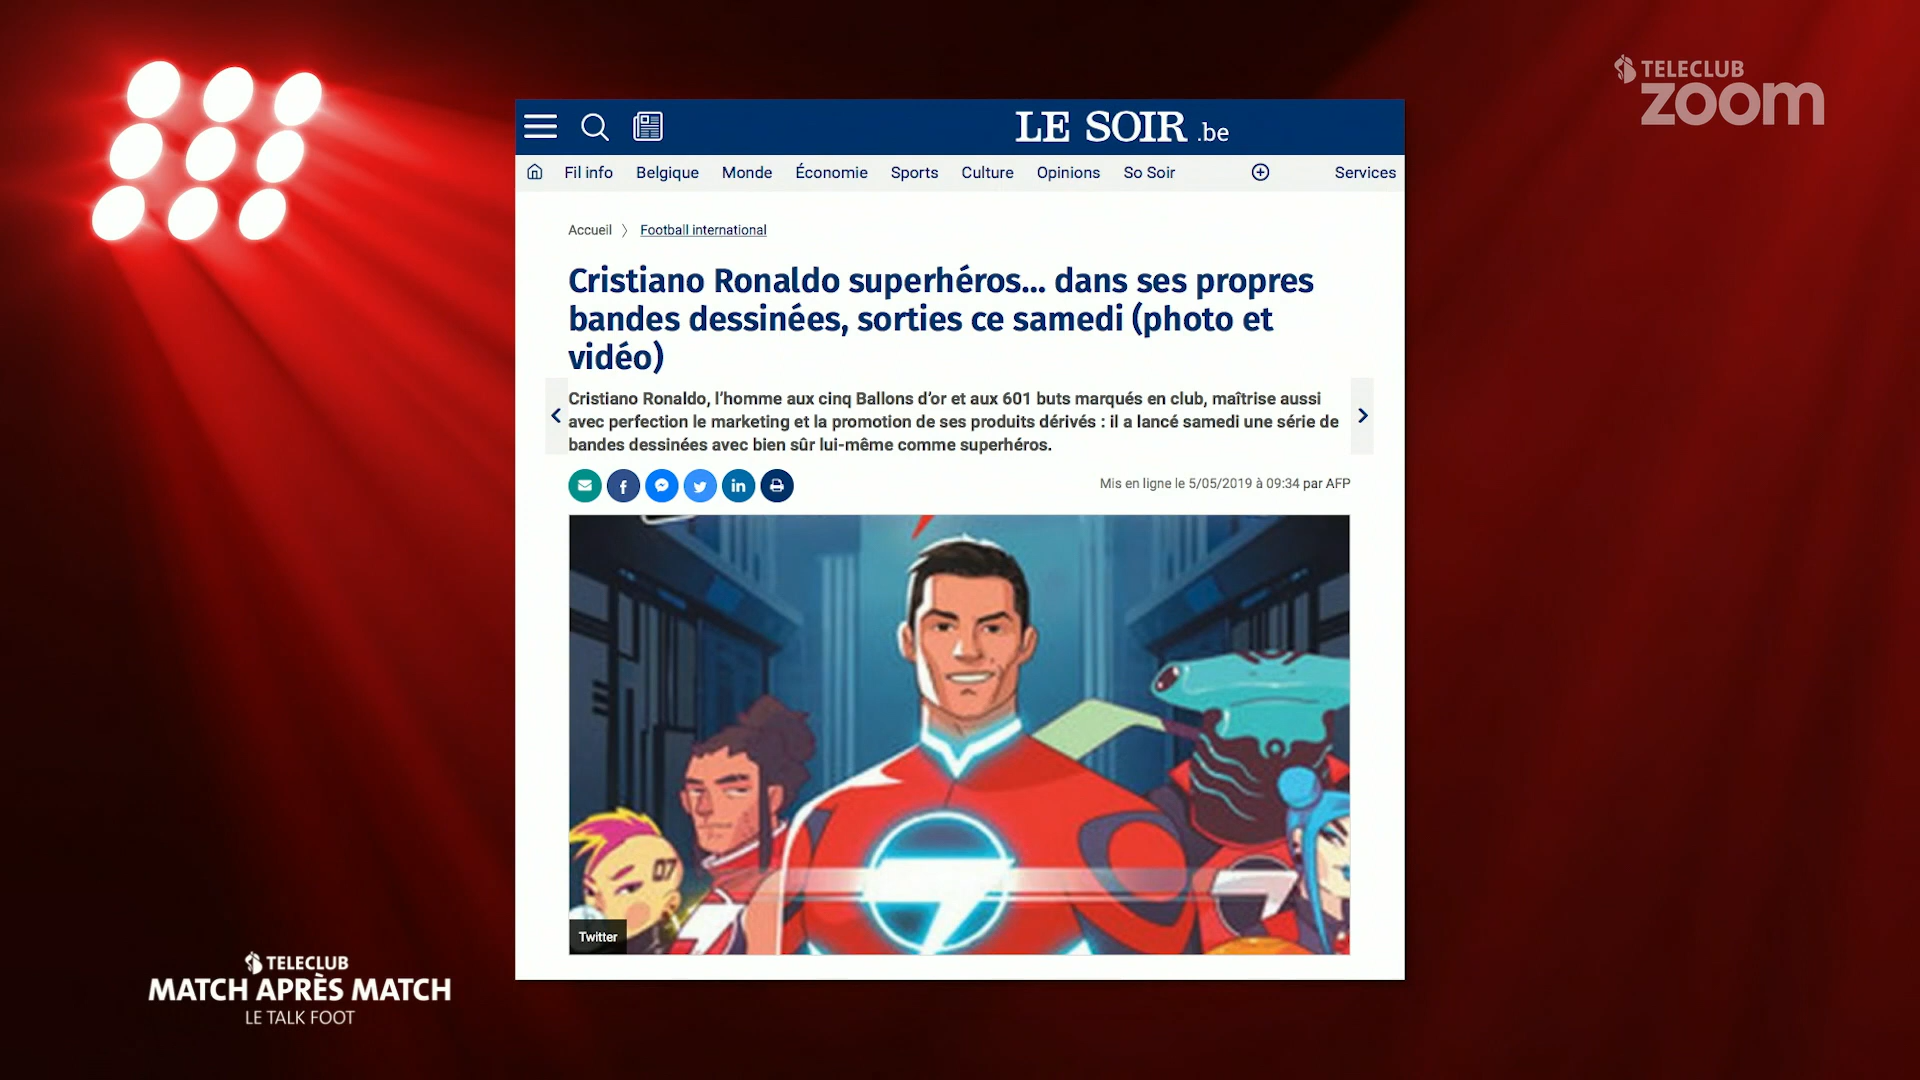 TELECLUB
zoom
LE SOIR .be
Fil info Belgique Monde Économie Sports Culture Opinions So Soir Services
Accueil Football international
Cristiano Ronaldo superhéros... dans ses propres
bandes dessinées, sorties ce samedi (photo et
vidéo)
Cristiano Ronaldo, l’homme aux cinq Ballons d’or et aux 601 buts marqués en club, maîtrise aussi
avec perfection le marketing et la promotion de ses produits dérivés : il a lancé samedi une série de
bandes dessinées avec bien sûr lui-même comme superhéros.
Mis en ligne le 5/05/2019 à 09:34 par AFP
07
7
Twitter
TELECLUB
MATCH APRÈS MATCH
LE TALK FOOT